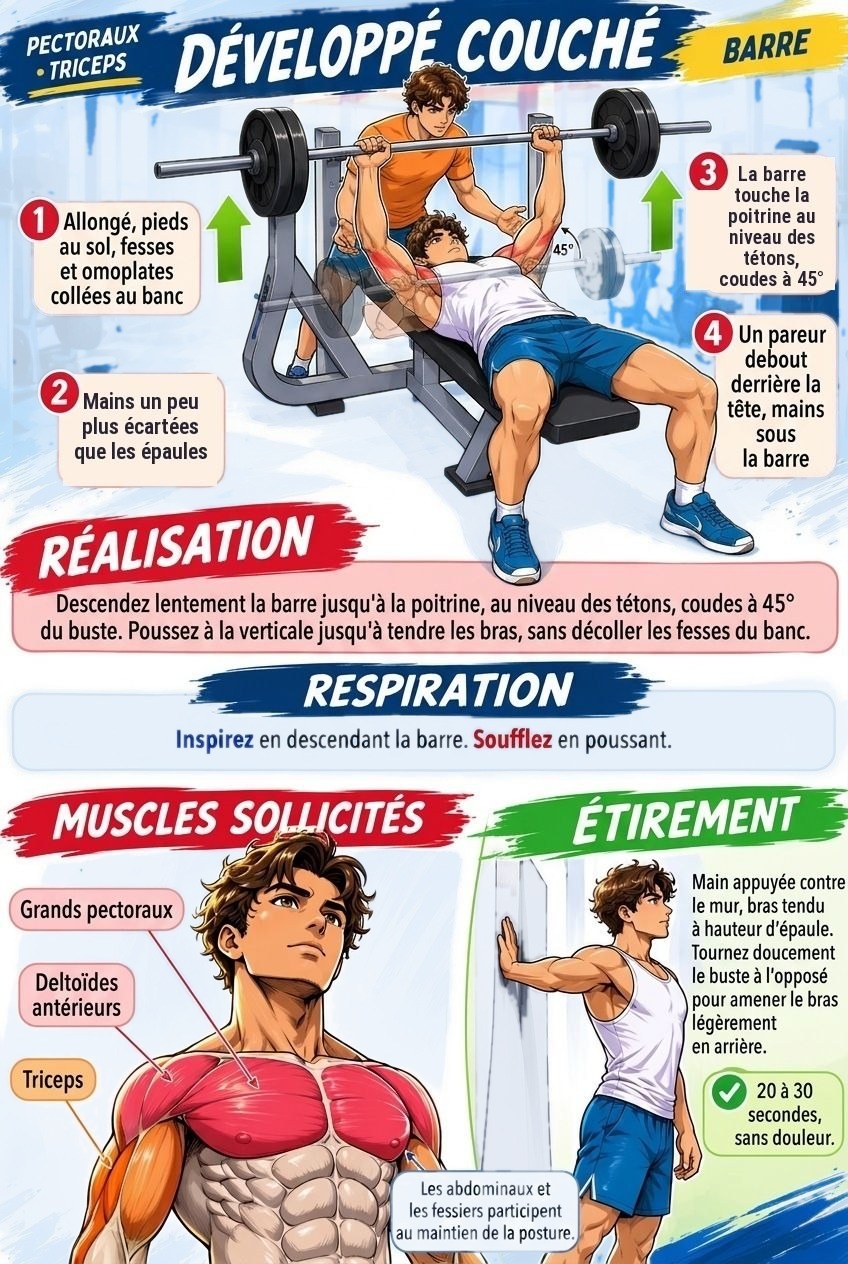 PECTORAUX
• TRICEPS
DÉVELOPPÉ COUCHÉ
BARRE
1 Allongé, pieds
au sol, fesses
et omoplates
collées au banc
2 Mains un peu
plus écartées
que les épaules
45°
3 La barre
touche la
poitrine au
niveau des
tétons,
coudes à 45°
4 Un pareur
debout
derrière la
tête, mains
sous
la barre
RÉALISATION
Descendez lentement la barre jusqu'à la poitrine, au niveau des tétons, coudes à 45°
du buste. Poussez à la verticale jusqu'à tendre les bras, sans décoller les fesses du banc.
RESPIRATION
Inspirez en descendant la barre. Soufflez en poussant.
MUSCLES SOLLICITÉS
Grands pectoraux
Deltoïdes
antérieurs
Triceps
Les abdominaux et
les fessiers participent
au maintien de la posture.
ÉTIREMENT
Main appuyée contre
le mur, bras tendu
à hauteur d'épaule.
Tournez doucement
le buste à l'opposé
pour amener le bras
légèrement
en arrière.
20 à 30
secondes,
sans douleur.